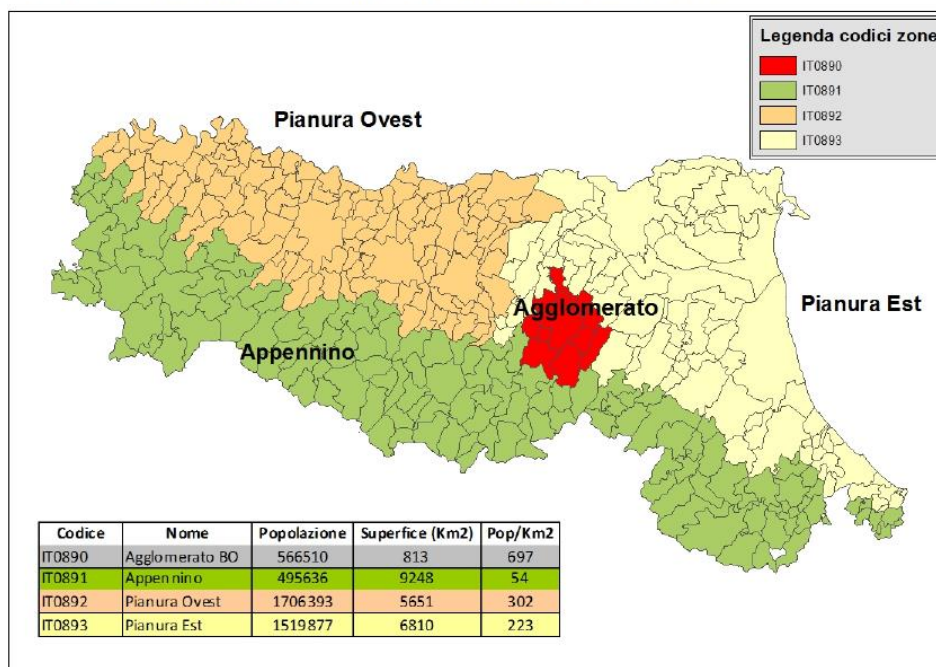 Legenda codici zone
IT0890
IT0891
IT0892
IT0893
Pianura Ovest
Agglomerato
Pianura Est
Appennino
Codice Nome Popolazione Superfice (Km2) Pop/Km2
IT0890 Agglomerato BO 566510 813 697
IT0891 Appennino 495636 9248 54
IT0892 Pianura Ovest 1706393 5651 302
IT0893 Pianura Est 1519877 6810 223